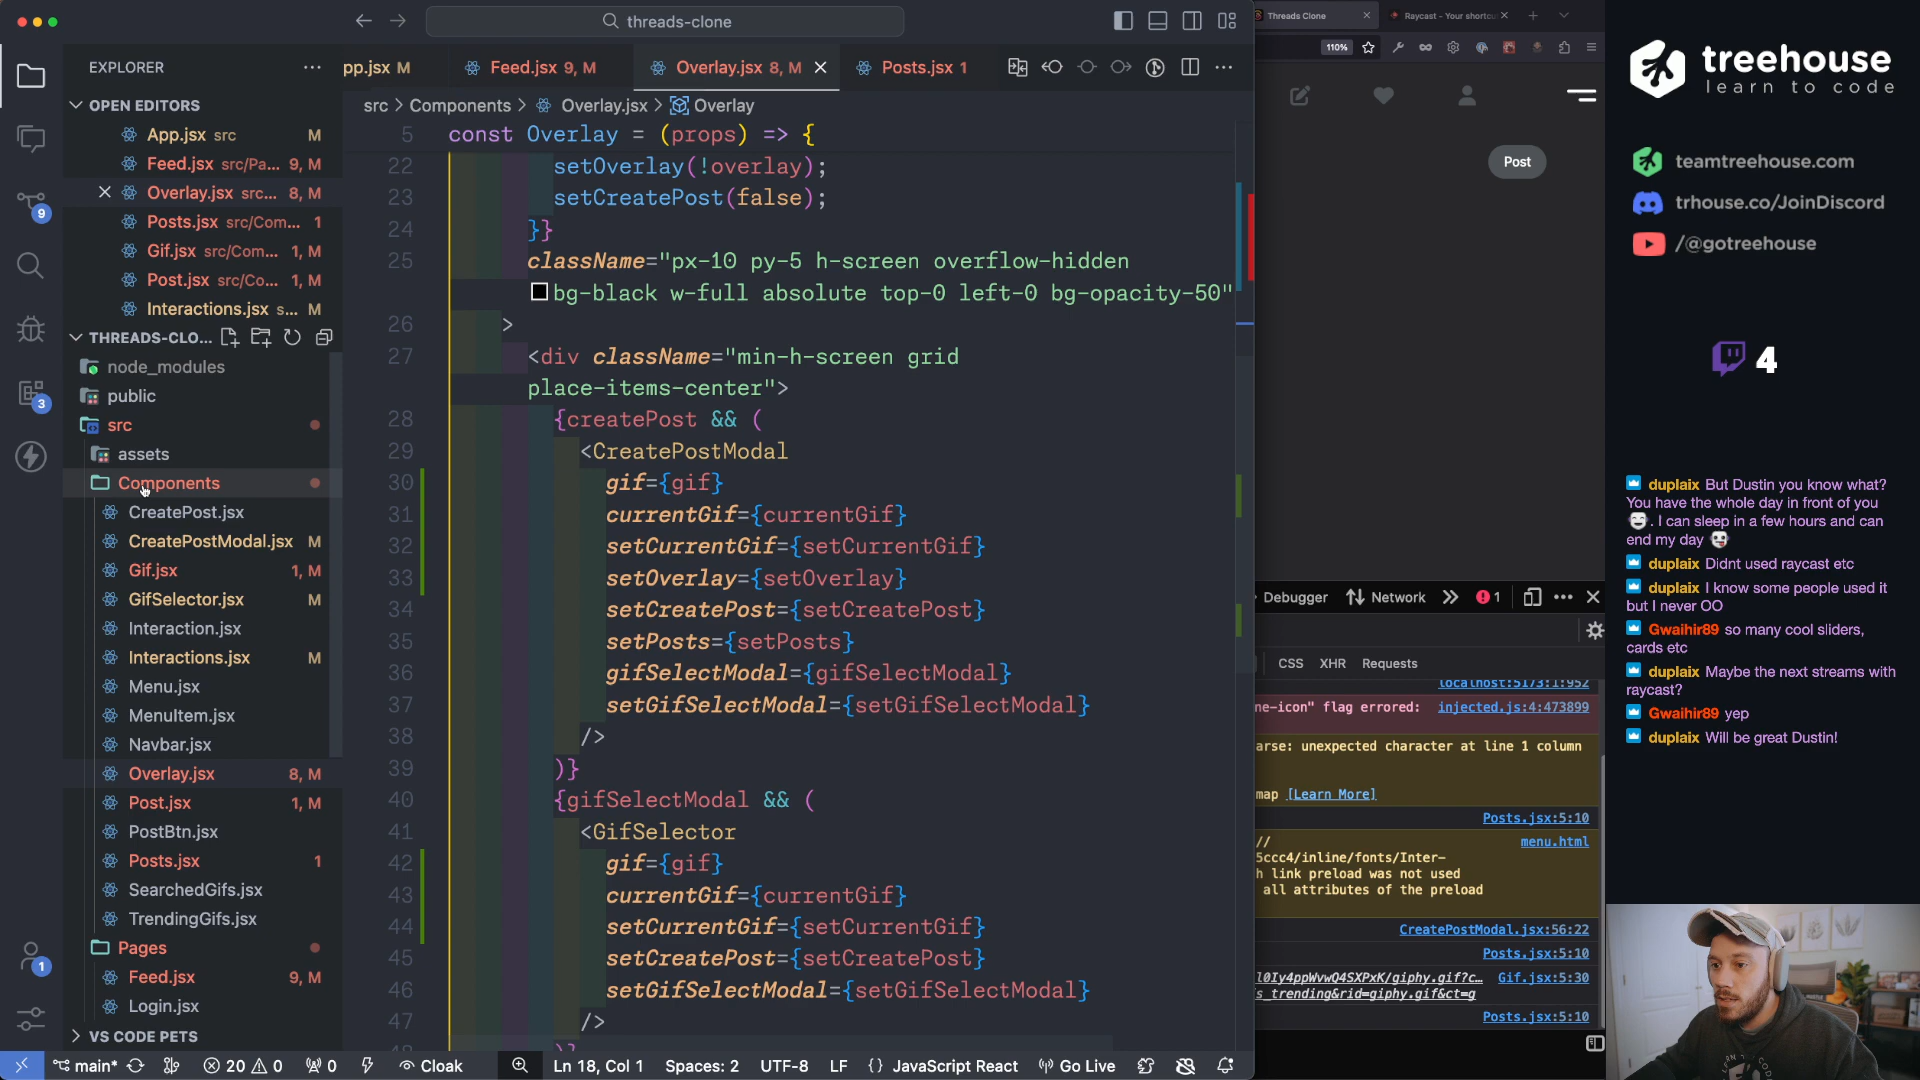 threads-clone
Threads Clone
Raycast - Your shortcu
110%
EXPLORER
pp.jsx M
Feed.jsx 9, M
Overlay.jsx 8, M
Posts.jsx 1
OPEN EDITORS
App.jsx src M
Feed.jsx src/Pa... 9, M
Overlay.jsx src... 8, M
Posts.jsx src/Com... 1
Gif.jsx src/Com... 1, M
Post.jsx src/Co... 1, M
Interactions.jsx s... M
THREADS-CLO...
node_modules
public
src
assets
Components
CreatePost.jsx
CreatePostModal.jsx M
Gif.jsx 1, M
GifSelector.jsx M
Interaction.jsx
Interactions.jsx M
Menu.jsx
MenuItem.jsx
Navbar.jsx
Overlay.jsx 8, M
Post.jsx 1, M
PostBtn.jsx
Posts.jsx 1
SearchedGifs.jsx
TrendingGifs.jsx
Pages
Feed.jsx 9, M
Login.jsx
VS CODE PETS
9
3
1
src > Components > Overlay.jsx > Overlay
5 const Overlay = (props) => {
22 setOverlay(!overlay);
23 setCreatePost(false);
24 }}
25 className="px-10 py-5 h-screen overflow-hidden
bg-black w-full absolute top-0 left-0 bg-opacity-50"
26 >
27 <div className="min-h-screen grid
place-items-center">
28 {createPost && (
29 <CreatePostModal
30 gif={gif}
31 currentGif={currentGif}
32 setCurrentGif={setCurrentGif}
33 setOverlay={setOverlay}
34 setCreatePost={setCreatePost}
35 setPosts={setPosts}
36 gifSelectModal={gifSelectModal}
37 setGifSelectModal={setGifSelectModal}
38 />
39 )}
40 {gifSelectModal && (
41 <GifSelector
42 gif={gif}
43 currentGif={currentGif}
44 setCurrentGif={setCurrentGif}
45 setCreatePost={setCreatePost}
46 setGifSelectModal={setGifSelectModal}
47 />
48 )}
main*
20 0
0
Cloak
Ln 18, Col 1
Spaces: 2
UTF-8
LF
{} JavaScript React
Go Live
Post
Debugger
Network
1
CSS
XHR
Requests
localhost:5173:1:952
ne-icon" flag errored: injected.js:4:473899
arse: unexpected character at line 1 column
map [Learn More]
Posts.jsx:5:10
// menu.html
5ccc4/inline/fonts/Inter-
h link preload was not used
all attributes of the preload
CreatePostModal.jsx:56:22
Posts.jsx:5:10
l0Iy4ppWvwQ4SXPxK/giphy.gif?c… Gif.jsx:5:30
s_trending&rid=giphy.gif&ct=g
Posts.jsx:5:10
treehouse
learn to code
teamtreehouse.com
trhouse.co/JoinDiscord
/@gotreehouse
4
duplaix But Dustin you know what?
You have the whole day in front of you
. I can sleep in a few hours and can
end my day
duplaix Didnt used raycast etc
duplaix I know some people used it
but I never OO
Gwaihir89 so many cool sliders,
cards etc
duplaix Maybe the next streams with
raycast?
Gwaihir89 yep
duplaix Will be great Dustin!